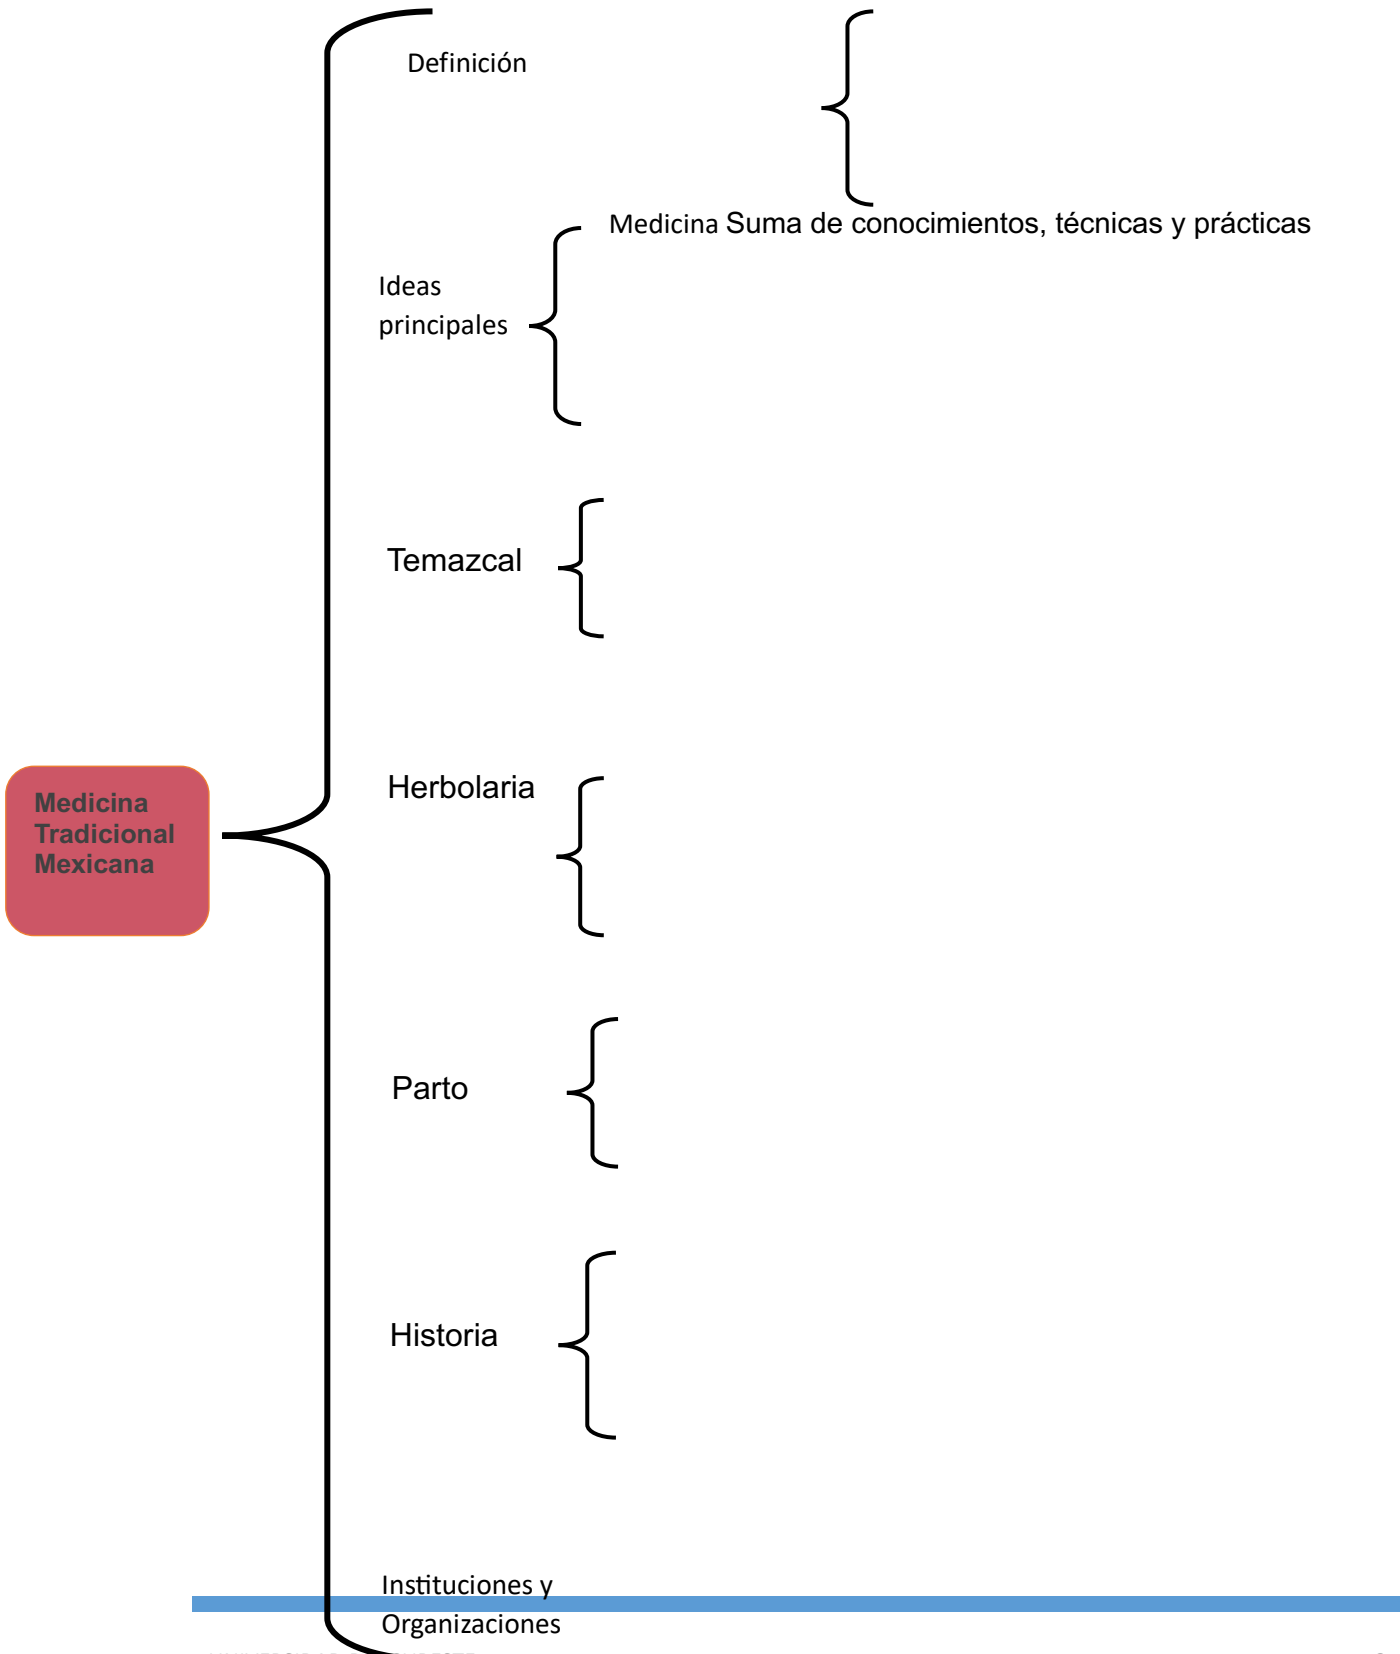 Definición
Medicina Suma de conocimientos, técnicas y prácticas
Ideas
principales
Temazcal
Herbolaria
Medicina
Tradicional
Mexicana
Parto
Historia
Instituciones y
Organizaciones